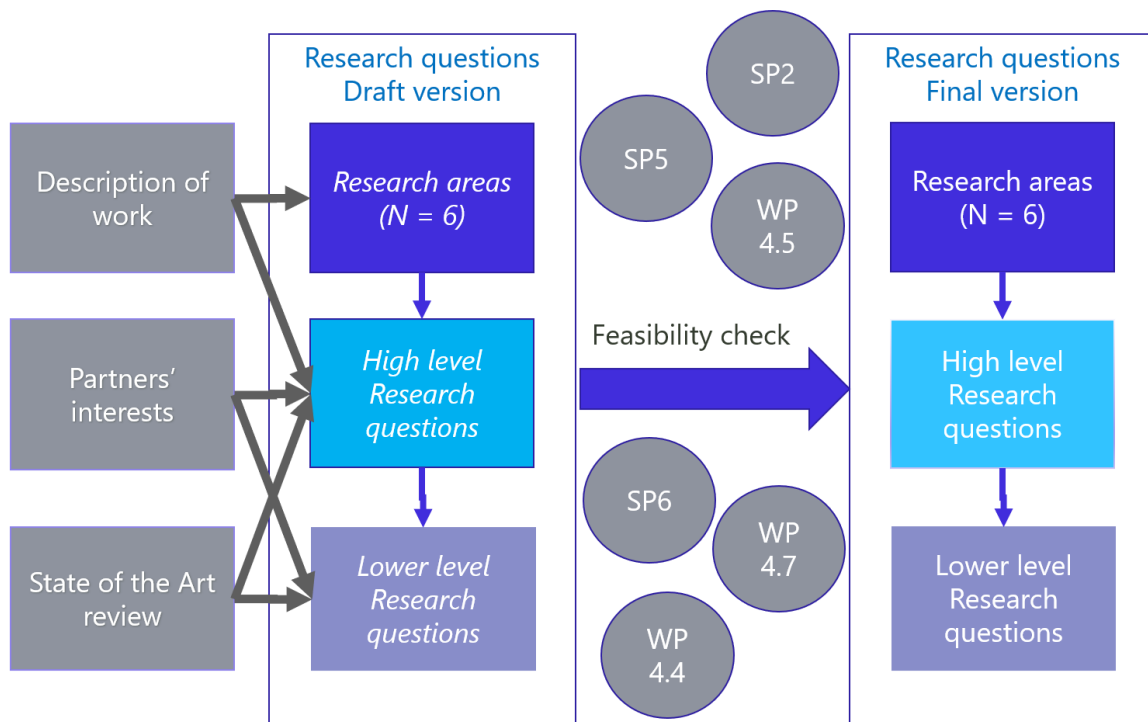 Description of
work
Partners'
interests
State of the Art
review
Research questions
Draft version
Research areas
(N = 6)
High level
Research
questions
Lower level
Research
questions
SP2
SP5
WP
4.5
Feasibility check
SP6
WP
4.7
WP
4.4
Research questions
Final version
Research areas
(N = 6)
High level
Research
questions
Lower level
Research
questions